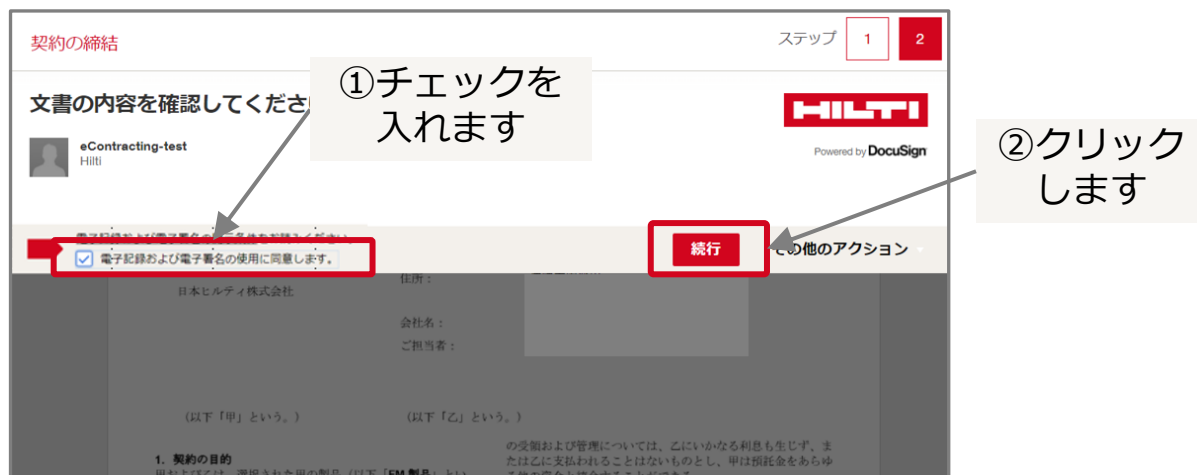 契約の締結
ステップ 1 2
①チェックを
入れます
文書の内容を確認してくださ
HILTI
eContracting-test
Hilti
Powered by DocuSign
②クリック
します
電子記録および電子署名の使用に同意します。
続行
その他のアクション
日本ヒルティ株式会社
住所：
会社名：
ご担当者：
（以下「甲」という。）
（以下「乙」という。）
1. 契約の目的
の受領および管理については、乙にいかなる利息も生じず、ま
たは乙に支払われることはないものとし、甲は預託金をあらゆ